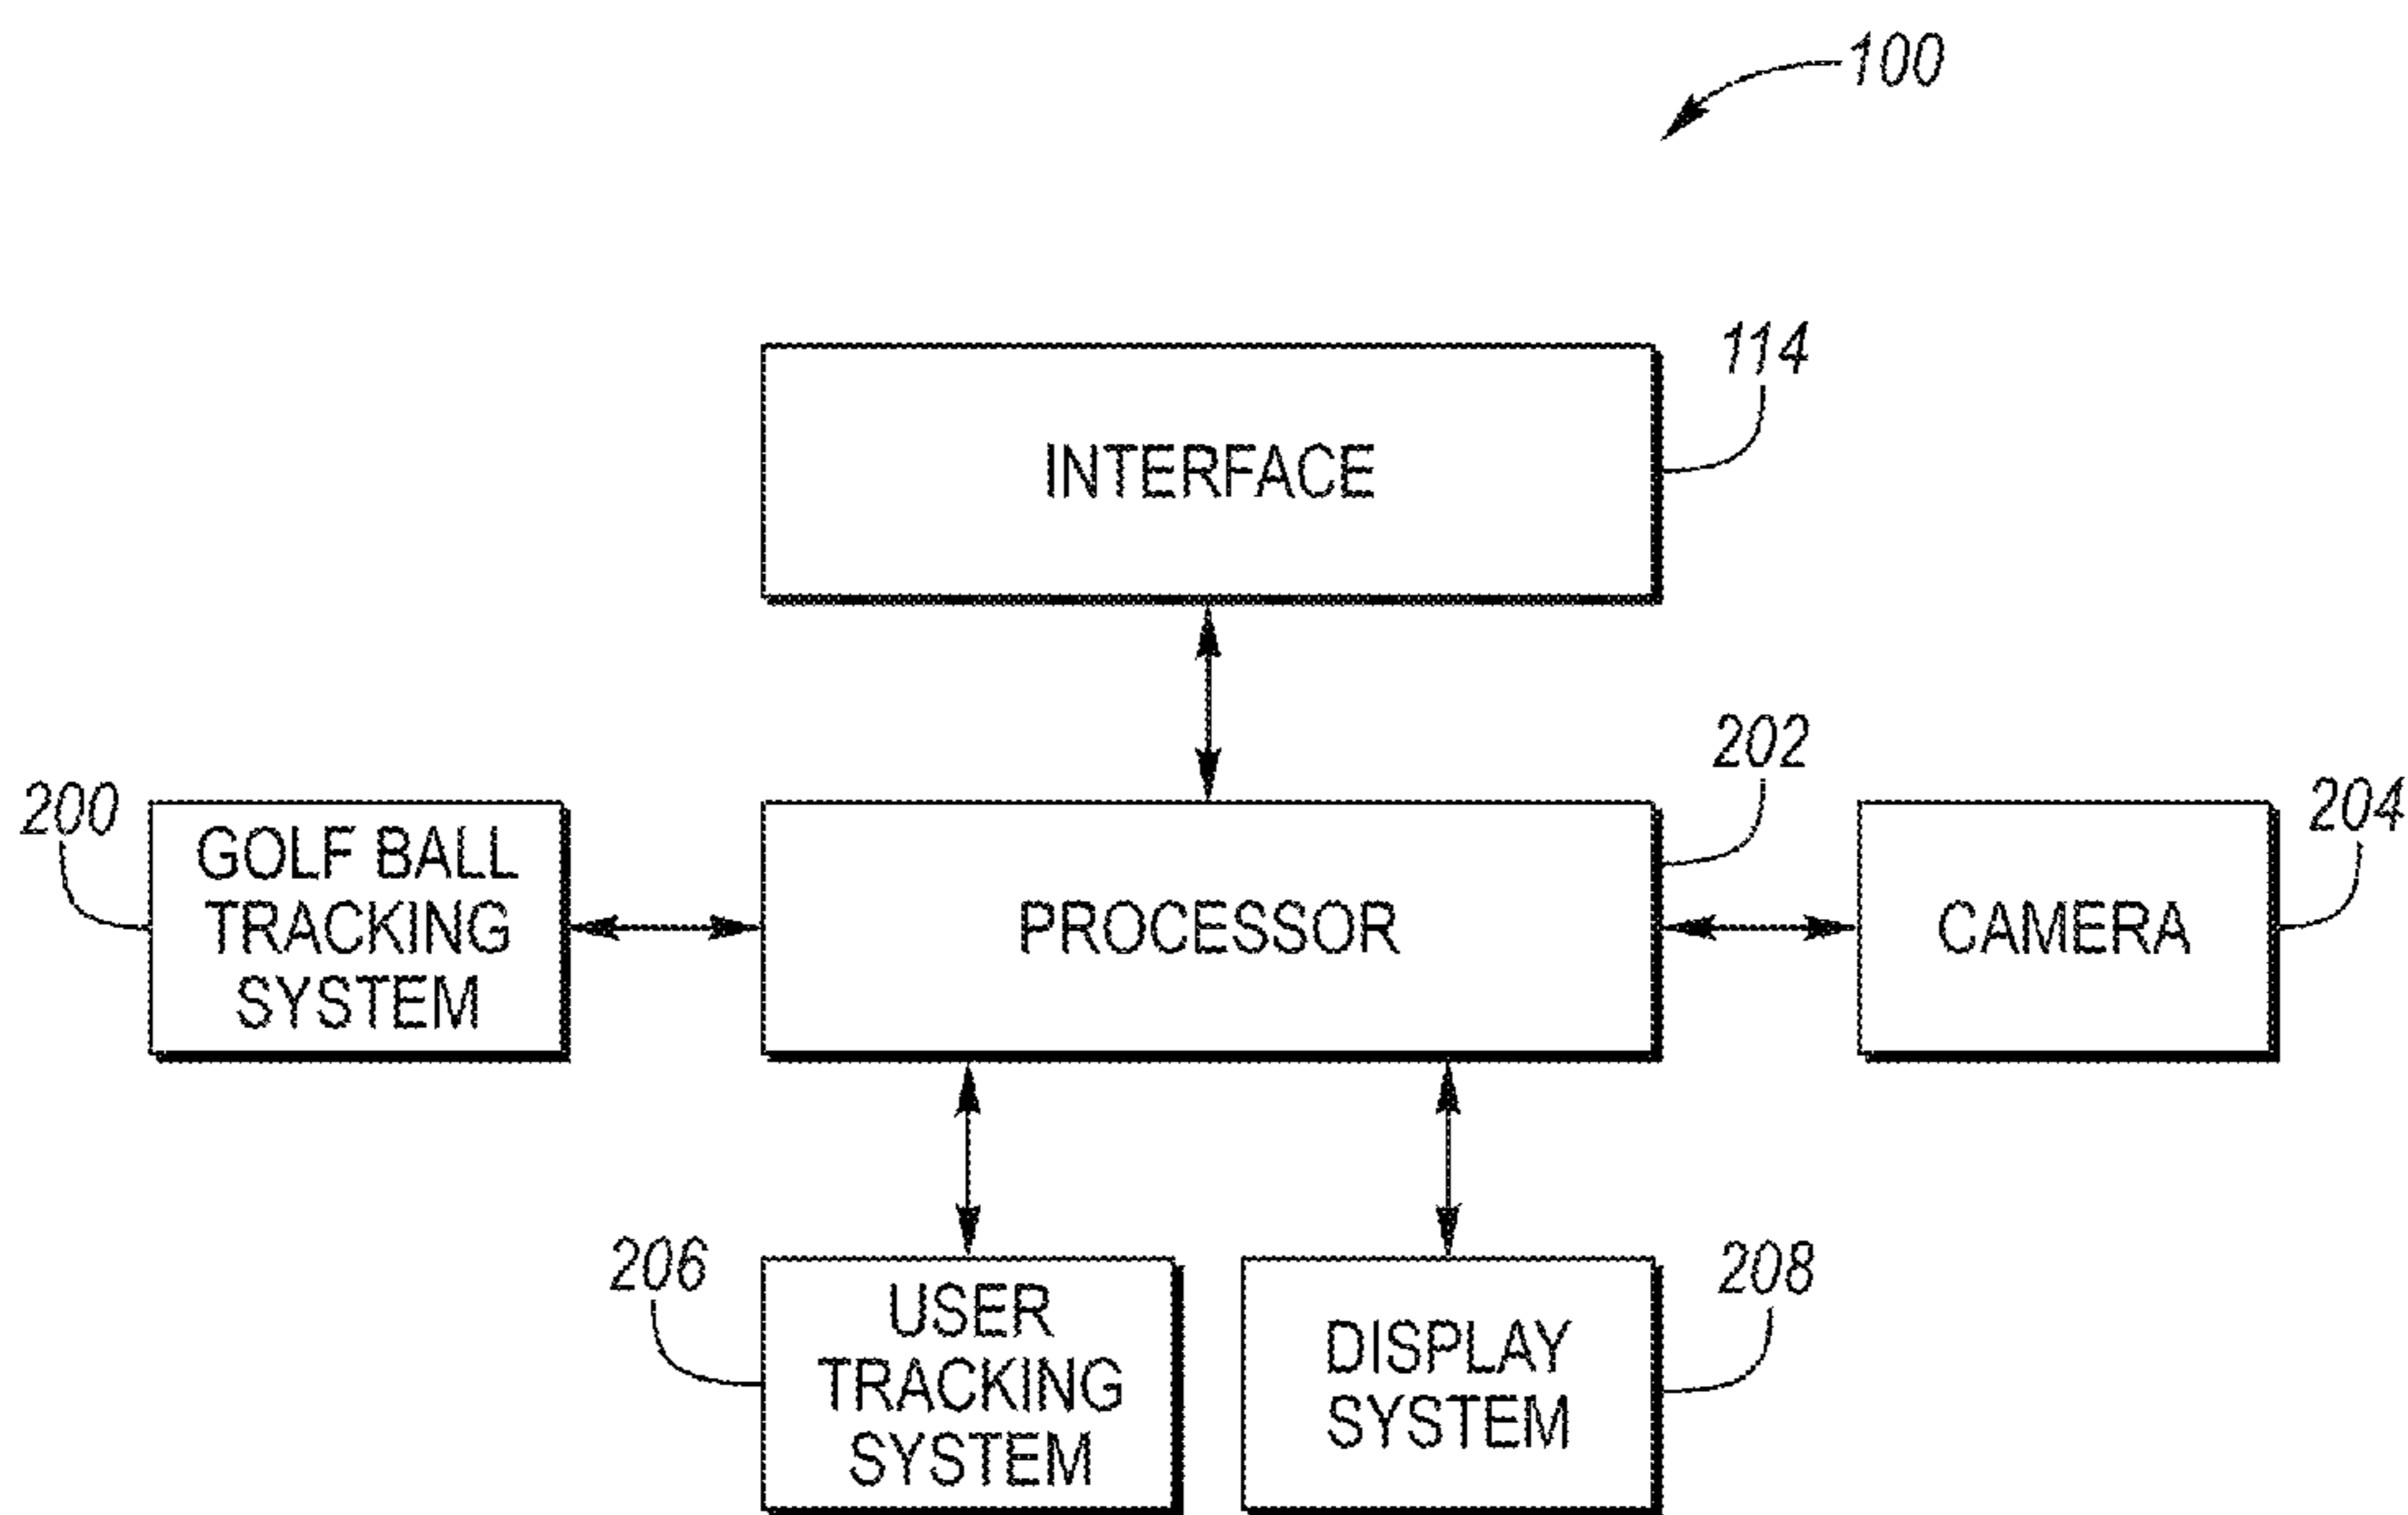 100
114
INTERFACE
202
200
204
GOLF BALL
TRACKING
SYSTEM
PROCESSOR
CAMERA
206
208
USER
TRACKING
SYSTEM
DISPLAY
SYSTEM